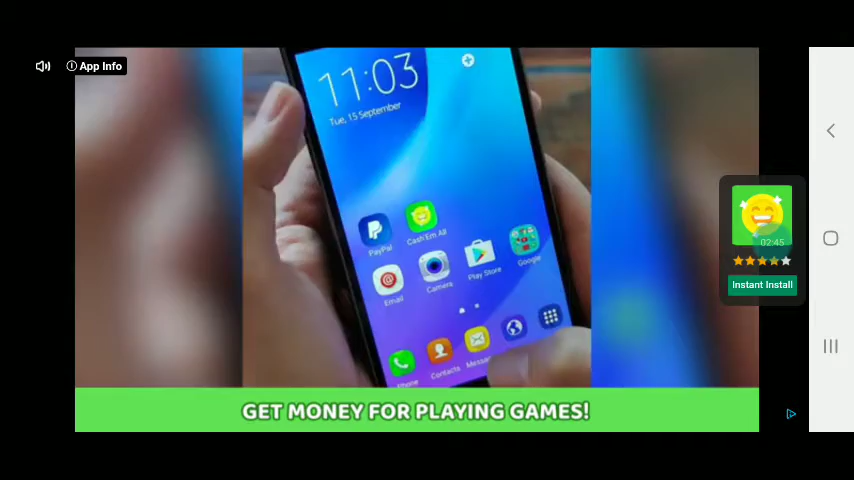 App Info
11:03
Tue, 15 September
PayPal
Cash'Em All
Email
Camera
Play Store
Google
Phone
Contacts
02:45
Instant Install
GET MONEY FOR PLAYING GAMES!